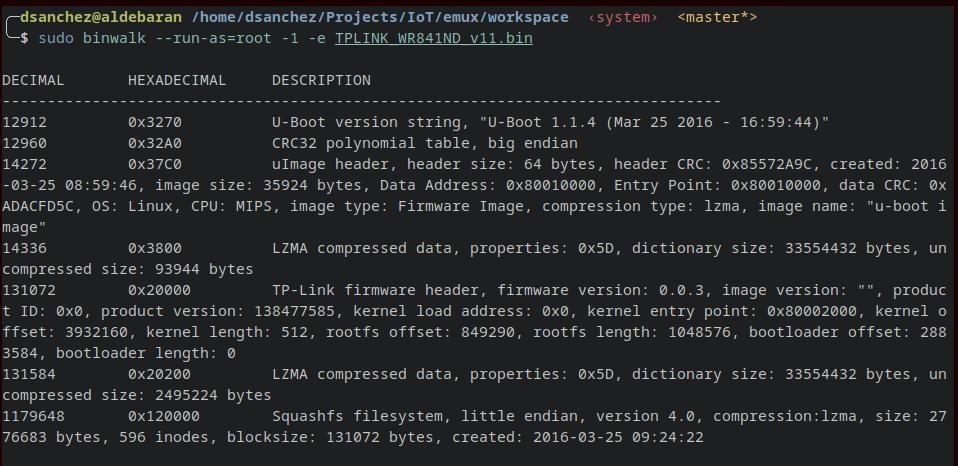 dsanchez@aldebaran /home/dsanchez/Projects/IoT/emux/workspace ‹system› <master*>
$ sudo binwalk --run-as=root -1 -e TPLINK_WR841ND_v11.bin
DECIMAL       HEXADECIMAL     DESCRIPTION
--------------------------------------------------------------------------------
12912         0x3270          U-Boot version string, "U-Boot 1.1.4 (Mar 25 2016 - 16:59:44)"
12960         0x32A0          CRC32 polynomial table, big endian
14272         0x37C0          uImage header, header size: 64 bytes, header CRC: 0x85572A9C, created: 2016
-03-25 08:59:46, image size: 35924 bytes, Data Address: 0x80010000, Entry Point: 0x80010000, data CRC: 0x
ADACFD5C, OS: Linux, CPU: MIPS, image type: Firmware Image, compression type: lzma, image name: "u-boot i
mage"
14336         0x3800          LZMA compressed data, properties: 0x5D, dictionary size: 33554432 bytes, un
compressed size: 93944 bytes
131072        0x20000         TP-Link firmware header, firmware version: 0.0.3, image version: "", produc
t ID: 0x0, product version: 138477585, kernel load address: 0x0, kernel entry point: 0x80002000, kernel o
ffset: 3932160, kernel length: 512, rootfs offset: 849290, rootfs length: 1048576, bootloader offset: 288
3584, bootloader length: 0
131584        0x20200         LZMA compressed data, properties: 0x5D, dictionary size: 33554432 bytes, un
compressed size: 2495224 bytes
1179648       0x120000        Squashfs filesystem, little endian, version 4.0, compression:lzma, size: 27
76683 bytes, 596 inodes, blocksize: 131072 bytes, created: 2016-03-25 09:24:22